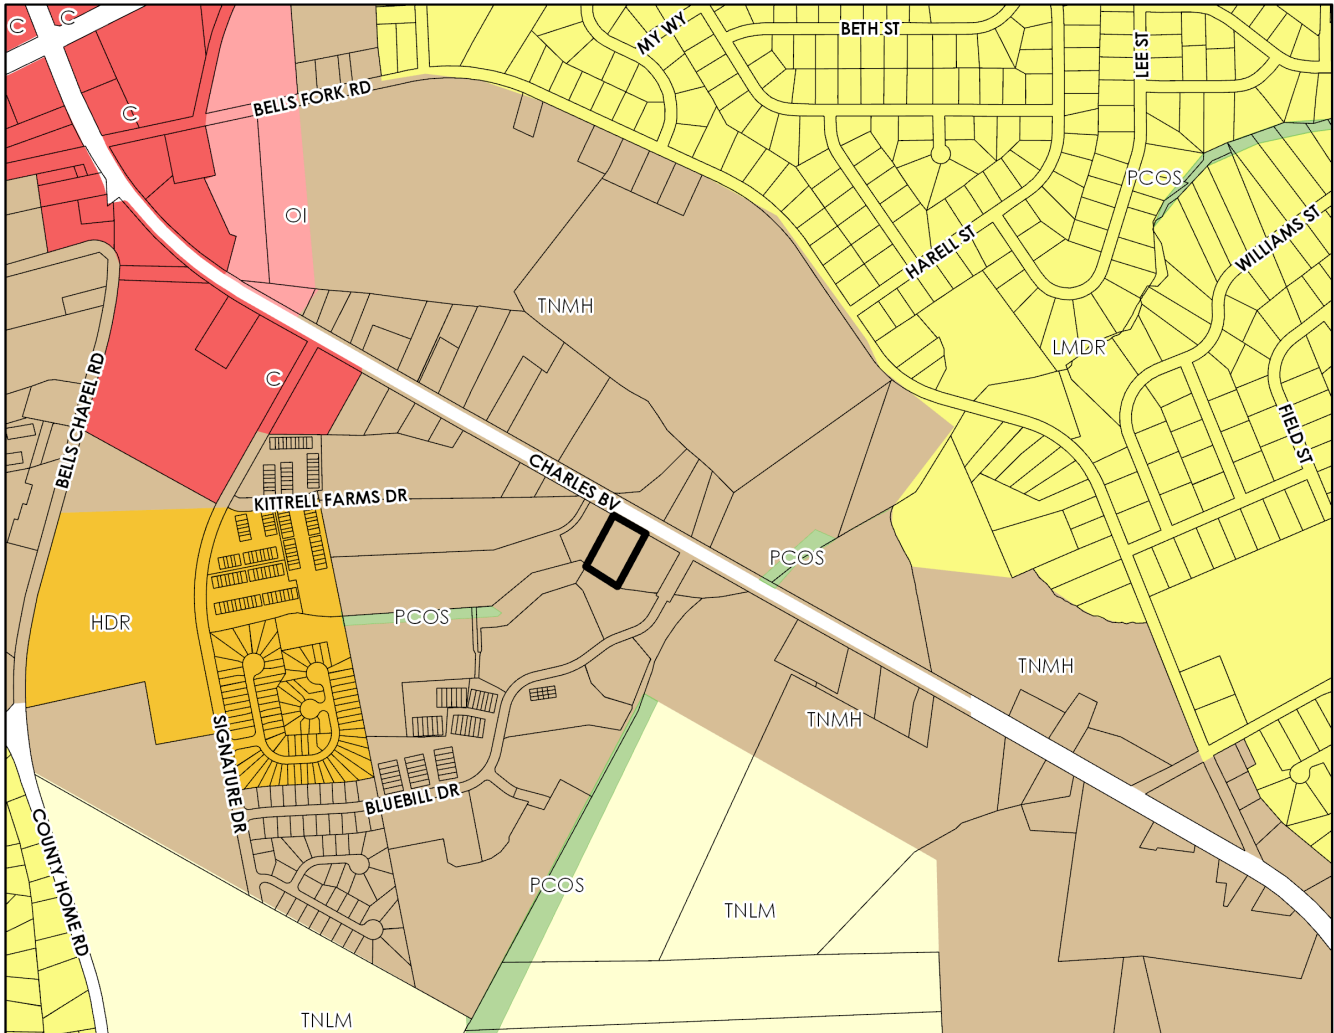 C
C
MY WY
BETH ST
LEE ST
BELLS FORK RD
C
PCOS
OI
WILLIAMS ST
HARELL ST
TNMH
LMDR
C
BELLS CHAPEL RD
FIELD ST
CHARLES BV
KITTRELL FARMS DR
PCOS
PCOS
HDR
TNMH
TNMH
SIGNATURE DR
BLUEBILL DR
COUNTY HOME RD
PCOS
TNLM
TNLM